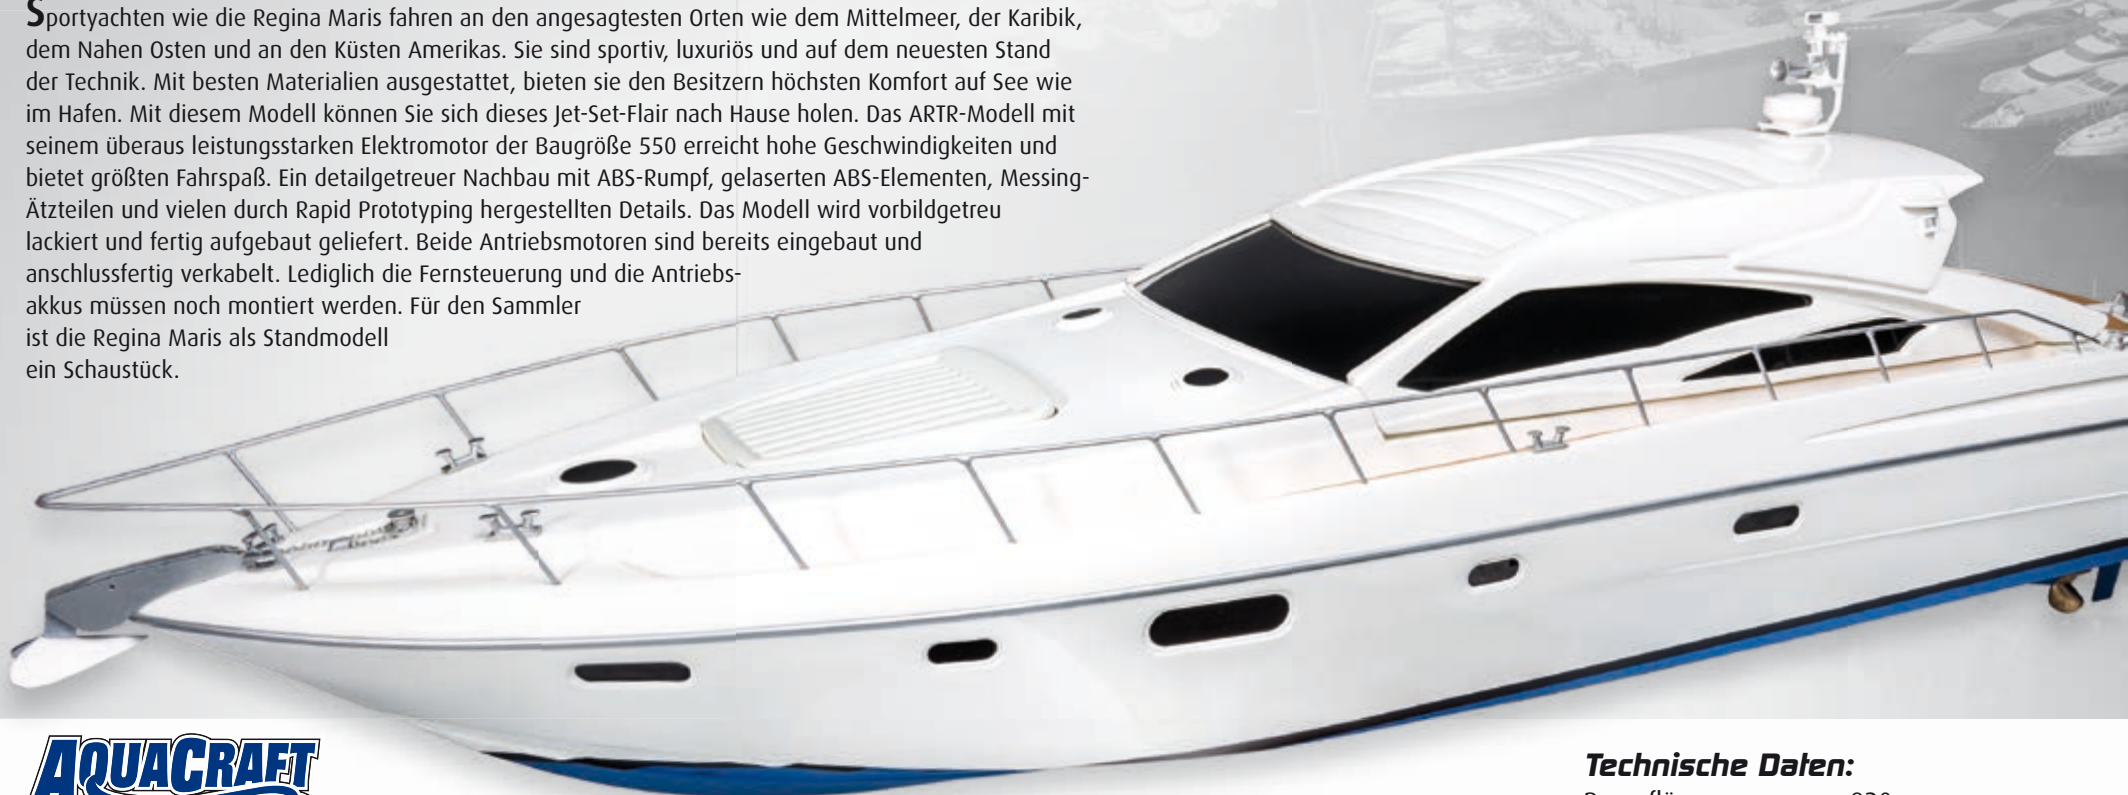 Sportyachten wie die Regina Maris fahren an den angesagtesten Orten wie dem Mittelmeer, der Karibik,
dem Nahen Osten und an den Küsten Amerikas. Sie sind sportiv, luxuriös und auf dem neuesten Stand
der Technik. Mit besten Materialien ausgestattet, bieten sie den Besitzern höchsten Komfort auf See wie
im Hafen. Mit diesem Modell können Sie sich dieses Jet-Set-Flair nach Hause holen. Das ARTR-Modell mit
seinem überaus leistungsstarken Elektromotor der Baugröße 550 erreicht hohe Geschwindigkeiten und
bietet größten Fahrspaß. Ein detailgetreuer Nachbau mit ABS-Rumpf, gelaserten ABS-Elementen, Messing-
Ätzteilen und vielen durch Rapid Prototyping hergestellten Details. Das Modell wird vorbildgetreu
lackiert und fertig aufgebaut geliefert. Beide Antriebsmotoren sind bereits eingebaut und
anschlussfertig verkabelt. Lediglich die Fernsteuerung und die Antriebs-
akkus müssen noch montiert werden. Für den Sammler
ist die Regina Maris als Standmodell
ein Schaustück.
AQUACRAFT
Technische Daten: